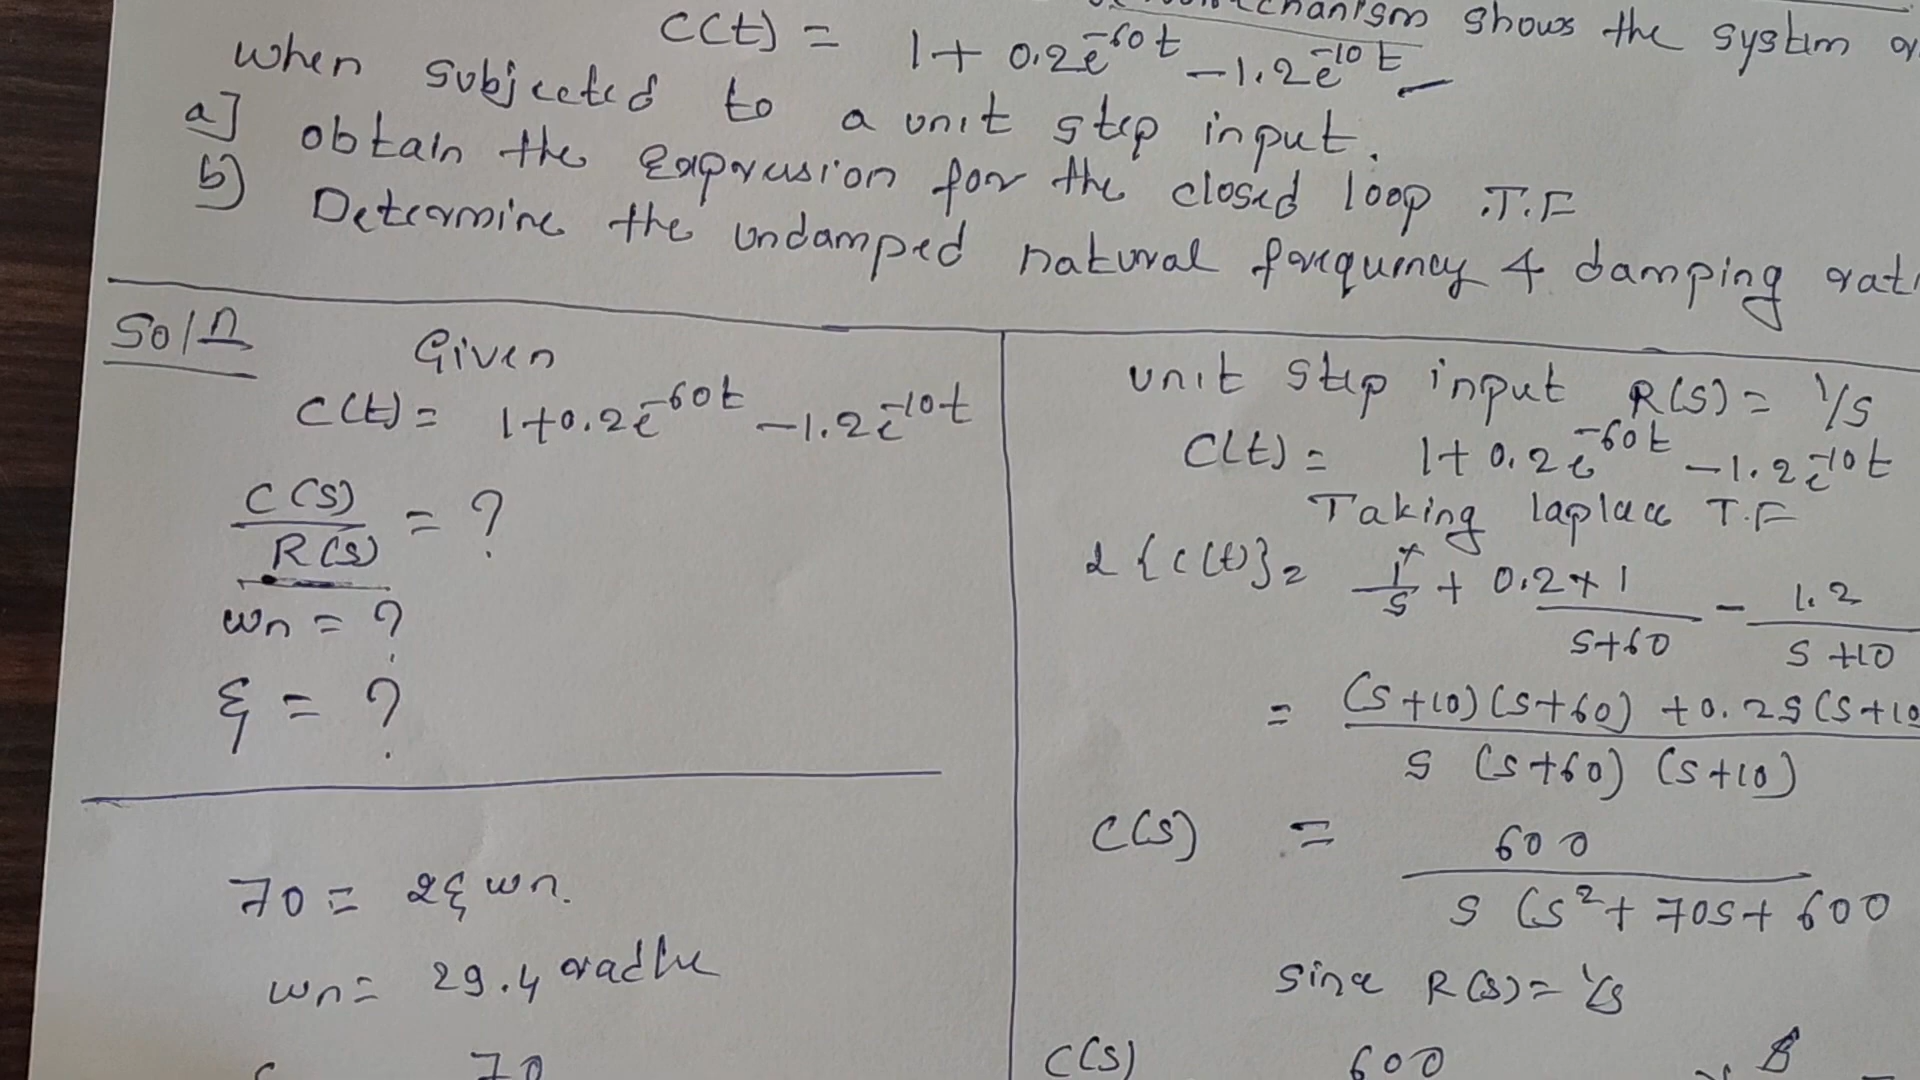 shows the system
C(t) = 1 + 0.2e^-60t - 1.2e^-10t
when subjected to a unit step input.
a] obtain the Expression for the closed loop .T.F
b) Determine the undamped natural frequency & damping rati
Soln
Given
C(t) = 1+0.2e^-60t - 1.2e^-10t
C(S)/R(S) = ?
wn = ?
ξ = ?
70 = 2ξwn.
wn = 29.4
70
unit step input R(S) = 1/S
C(t) = 1 + 0.2e^-60t - 1.2e^-10t
Taking laplace T.F
L{c(t)} = 1/S + 0.2×1/S+60 - 1.2/S+10
= (S+10)(S+60) + 0.2S(S+10 / S (S+60) (S+10)
C(S) = 600 / S (S²+70S+600
Since R(S) = 1/S
C(S) 600